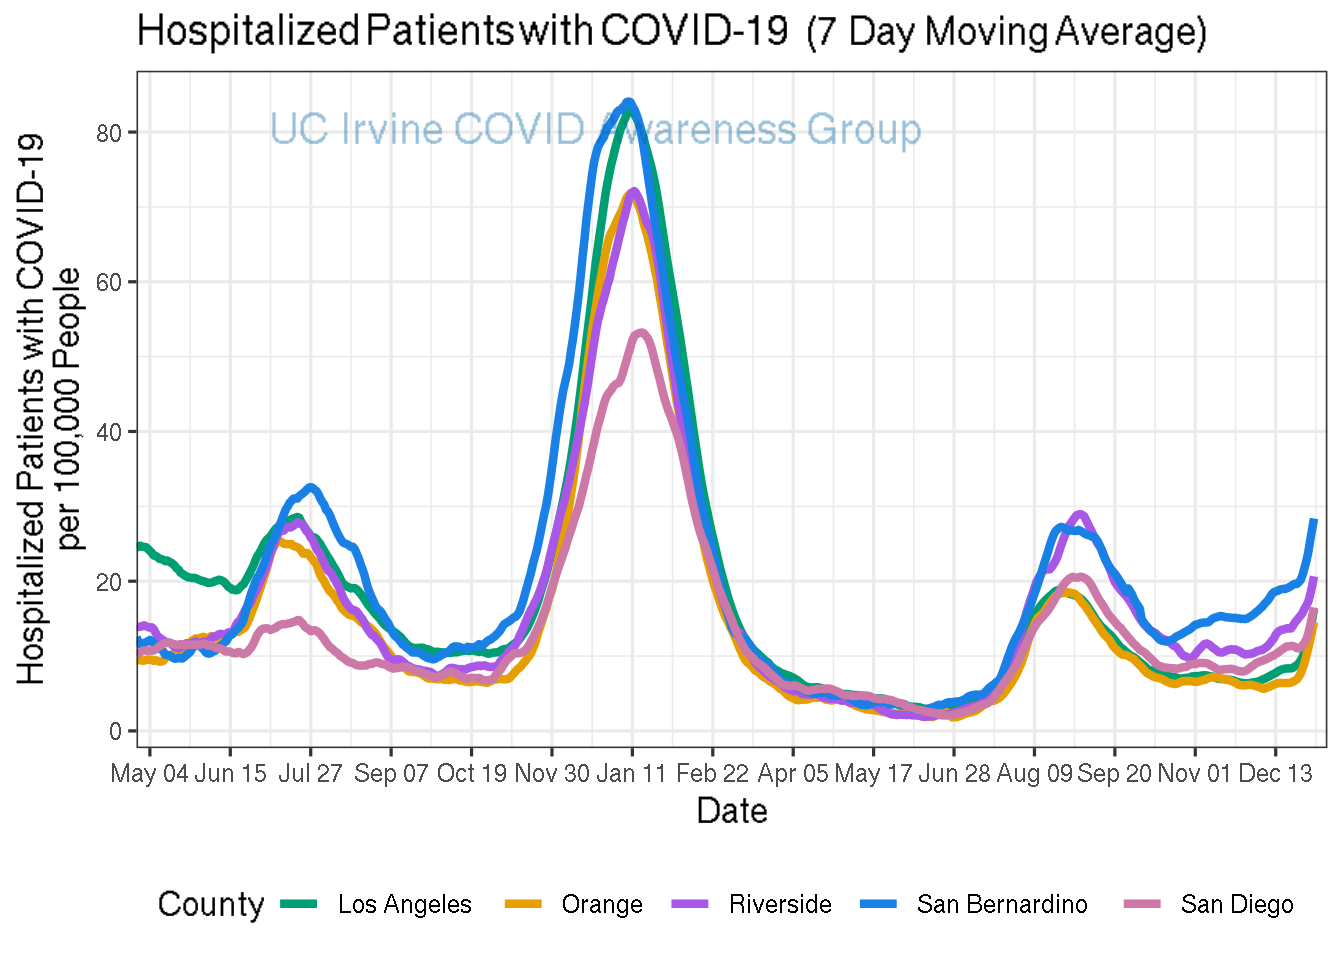 Hospitalized Patients with COVID-19 (7 Day Moving Average)
UC Irvine COVID Awareness Group
Hospitalized Patients with COVID-19
per 100,000 People
80
60
40
20
0
May 04 Jun 15 Jul 27 Sep 07 Oct 19 Nov 30 Jan 11 Feb 22 Apr 05 May 17 Jun 28 Aug 09 Sep 20 Nov 01 Dec 13
Date
County Los Angeles Orange Riverside San Bernardino San Diego